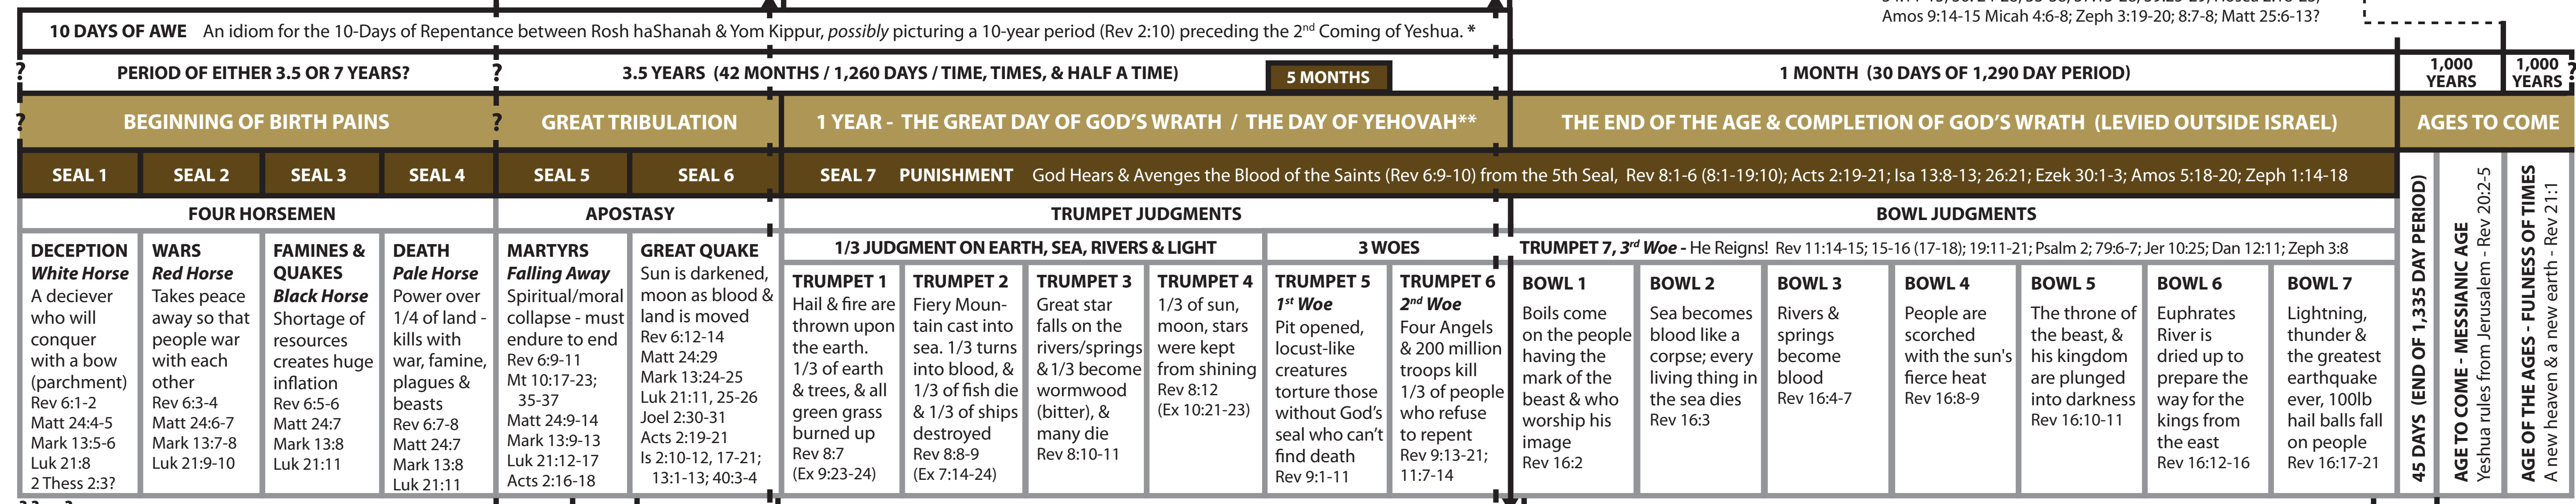 Amos 9:14-15 Micah 4:6-8; Zeph 3:19-20; 8:7-8; Matt 25:6-13?
10 DAYS OF AWE An idiom for the 10-Days of Repentance between Rosh haShanah & Yom Kippur, possibly picturing a 10-year period (Rev 2:10) preceding the 2nd Coming of Yeshua. *
? PERIOD OF EITHER 3.5 OR 7 YEARS? ?
3.5 YEARS (42 MONTHS / 1,260 DAYS / TIME, TIMES, & HALF A TIME)
5 MONTHS
1 MONTH (30 DAYS OF 1,290 DAY PERIOD)
1,000
YEARS
1,000
YEARS ?
? BEGINNING OF BIRTH PAINS ?
GREAT TRIBULATION
1 YEAR - THE GREAT DAY OF GOD'S WRATH / THE DAY OF YEHOVAH**
THE END OF THE AGE & COMPLETION OF GOD'S WRATH (LEVIED OUTSIDE ISRAEL)
AGES TO COME
SEAL 1
SEAL 2
SEAL 3
SEAL 4
SEAL 5
SEAL 6
SEAL 7 PUNISHMENT God Hears & Avenges the Blood of the Saints (Rev 6:9-10) from the 5th Seal, Rev 8:1-6 (8:1-19:10); Acts 2:19-21; Isa 13:8-13; 26:21; Ezek 30:1-3; Amos 5:18-20; Zeph 1:14-18
FOUR HORSEMEN
APOSTASY
TRUMPET JUDGMENTS
BOWL JUDGMENTS
DECEPTION
White Horse
A deciever
who will
conquer
with a bow
(parchment)
Rev 6:1-2
Matt 24:4-5
Mark 13:5-6
Luk 21:8
2 Thess 2:3?
WARS
Red Horse
Takes peace
away so that
people war
with each
other
Rev 6:3-4
Matt 24:6-7
Mark 13:7-8
Luk 21:9-10
FAMINES &
QUAKES
Black Horse
Shortage of
resources
creates huge
inflation
Rev 6:5-6
Matt 24:7
Mark 13:8
Luk 21:11
DEATH
Pale Horse
Power over
1/4 of land -
kills with
war, famine,
plagues &
beasts
Rev 6:7-8
Matt 24:7
Mark 13:8
Luk 21:11
MARTYRS
Falling Away
Spiritual/moral
collapse - must
endure to end
Rev 6:9-11
Mt 10:17-23;
35-37
Matt 24:9-14
Mark 13:9-13
Luk 21:12-17
Acts 2:16-18
GREAT QUAKE
Sun is darkened,
moon as blood &
land is moved
Rev 6:12-14
Matt 24:29
Mark 13:24-25
Luk 21:11, 25-26
Joel 2:30-31
Acts 2:19-21
Is 2:10-12, 17-21;
13:1-13; 40:3-4
1/3 JUDGMENT ON EARTH, SEA, RIVERS & LIGHT
3 WOES
TRUMPET 7, 3rd Woe - He Reigns! Rev 11:14-15; 15-16 (17-18); 19:11-21; Psalm 2; 79:6-7; Jer 10:25; Dan 12:11; Zeph 3:8
TRUMPET 1
Hail & fire are
thrown upon
the earth.
1/3 of earth
& trees, & all
green grass
burned up
Rev 8:7
(Ex 9:23-24)
TRUMPET 2
Fiery Moun-
tain cast into
sea. 1/3 turns
into blood, &
1/3 of fish die
& 1/3 of ships
destroyed
Rev 8:8-9
(Ex 7:14-24)
TRUMPET 3
Great star
falls on the
rivers/springs
& 1/3 become
wormwood
(bitter), &
many die
Rev 8:10-11
TRUMPET 4
1/3 of sun,
moon, stars
were kept
from shining
Rev 8:12
(Ex 10:21-23)
TRUMPET 5
1st Woe
Pit opened,
locust-like
creatures
torture those
without God's
seal who can't
find death
Rev 9:1-11
TRUMPET 6
2nd Woe
Four Angels
& 200 million
troops kill
1/3 of people
who refuse
to repent
Rev 9:13-21;
11:7-14
BOWL 1
Boils come
on the people
having the
mark of the
beast & who
worship his
image
Rev 16:2
BOWL 2
Sea becomes
blood like a
corpse; every
living thing in
the sea dies
Rev 16:3
BOWL 3
Rivers &
springs
become
blood
Rev 16:4-7
BOWL 4
People are
scorched
with the sun's
fierce heat
Rev 16:8-9
BOWL 5
The throne of
the beast, &
his kingdom
are plunged
into darkness
Rev 16:10-11
BOWL 6
Euphrates
River is
dried up to
prepare the
way for the
kings from
the east
Rev 16:12-16
BOWL 7
Lightning,
thunder &
the greatest
earthquake
ever, 100lb
hail balls fall
on people
Rev 16:17-21
45 DAYS (END OF 1,335 DAY PERIOD)
AGE TO COME - MESSIANIC AGE
Yeshua rules from Jerusalem - Rev 20:2-5
AGE OF THE AGES - FULNESS OF TIMES
A new heaven & a new earth - Rev 21:1